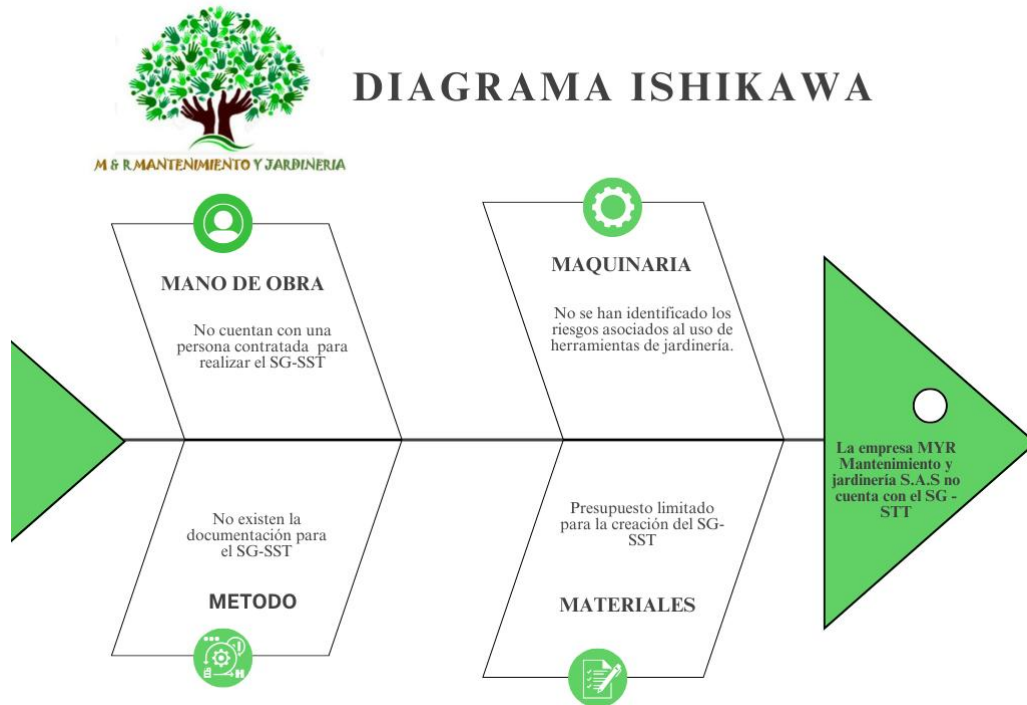 DIAGRAMA ISHIKAWA
M & R MANTENIMIENTO Y JARDINERIA
MANO DE OBRA
No cuentan con una
persona contratada para
realizar el SG-SST
MAQUINARIA
No se han identificado los
riesgos asociados al uso de
herramientas de jardinería.
La empresa MYR
Mantenimiento y
jardinería S.A.S no
cuenta con el SG -
STT
No existen la
documentación para
el SG-SST
METODO
Presupuesto limitado
para la creación del SG-
SST
MATERIALES